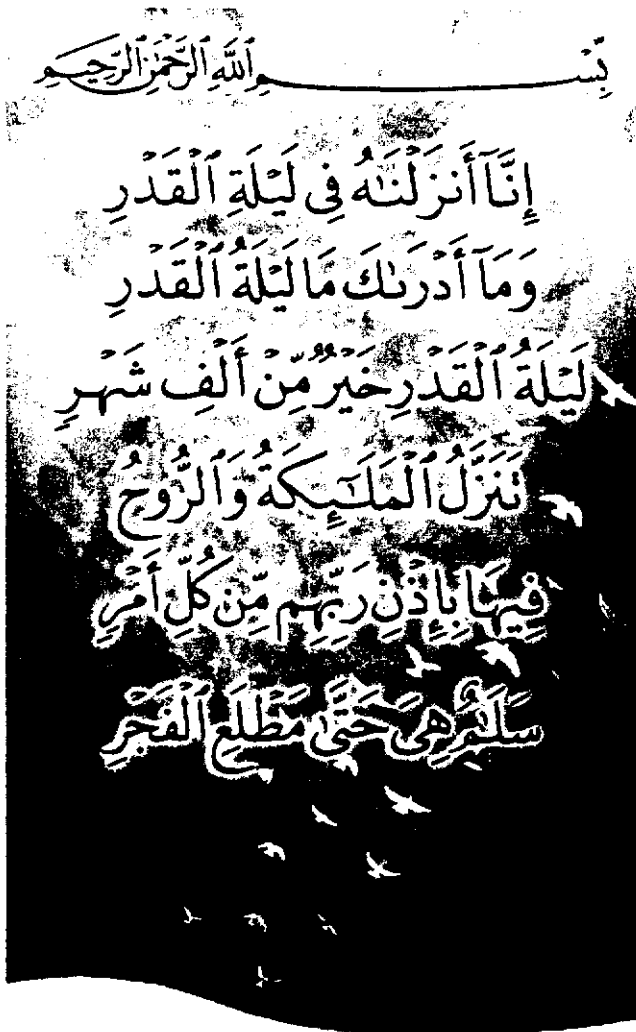 بِّسْمِ ٱللَّهِ ٱلرَّحْمَٰنِ ٱلرَّحِيمِ
إِنَّآ أَنزَلْنَٰهُ فِى لَيْلَةِ ٱلْقَدْرِ
وَمَآ أَدْرَىٰكَ مَا لَيْلَةُ ٱلْقَدْرِ
لَيْلَةُ ٱلْقَدْرِ خَيْرٌ مِّنْ أَلْفِ شَهْرٍ
تَنَزَّلُ ٱلْمَلَٰٓئِكَةُ وَٱلرُّوحُ
فِيهَا بِإِذْنِ رَبِّهِم مِّن كُلِّ أَمْرٍ
سَلَٰمٌ هِىَ حَتَّىٰ مَطْلَعِ ٱلْفَجْرِ